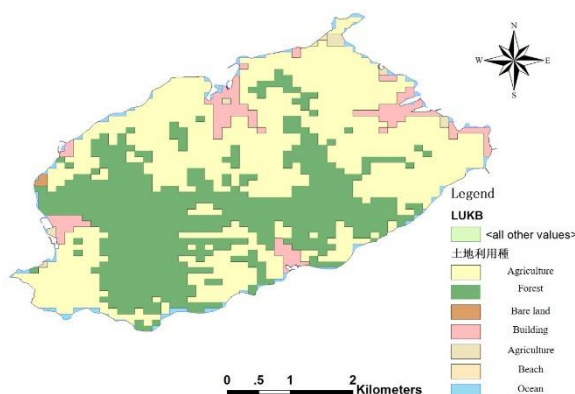 N
W
E
S
Legend
LUKB
<all other values>
土地利用種
Agriculture
Forest
Bare land
Building
Agriculture
Beach
Ocean
0 .5 1 2
Kilometers